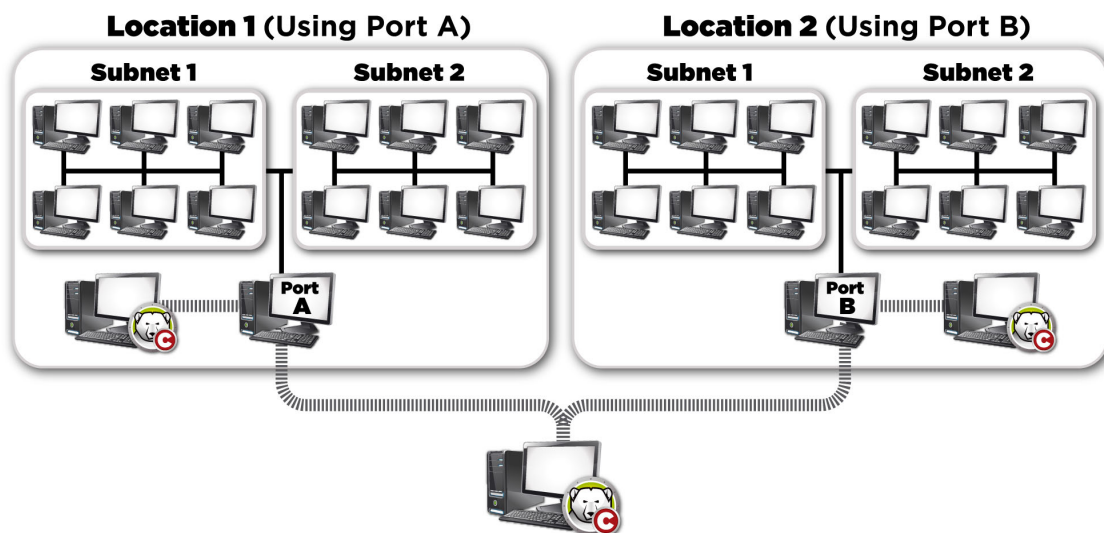 Location 1 (Using Port A)
Subnet 1
Subnet 2
Port
A
C
Location 2 (Using Port B)
Subnet 1
Subnet 2
Port
B
C
C